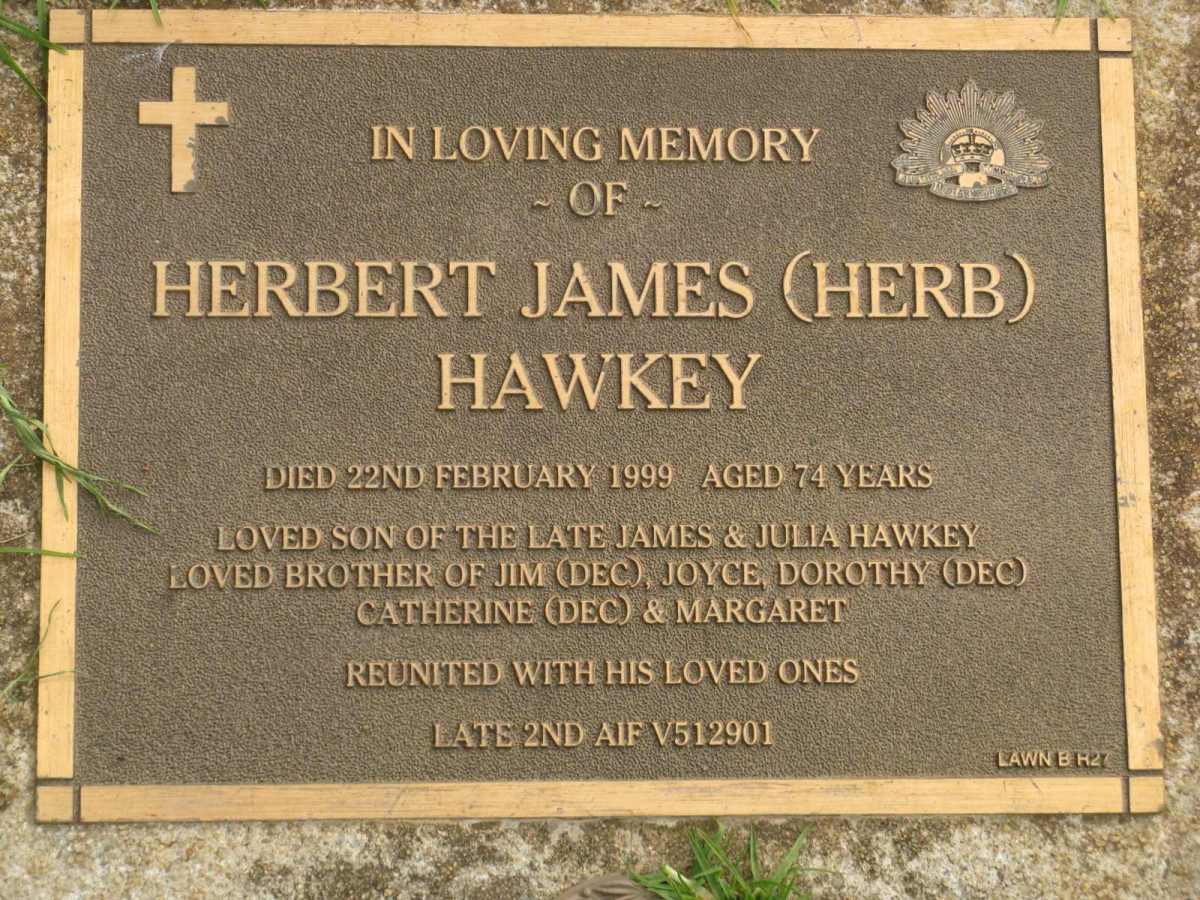 IN LOVING MEMORY
~ OF ~
HERBERT JAMES (HERB)
HAWKEY
DIED 22ND FEBRUARY 1999 AGED 74 YEARS
LOVED SON OF THE LATE JAMES & JULIA HAWKEY
LOVED BROTHER OF JIM (DEC), JOYCE, DOROTHY (DEC)
CATHERINE (DEC) & MARGARET
REUNITED WITH HIS LOVED ONES
LATE 2ND AIF V512901
LAWN B H27